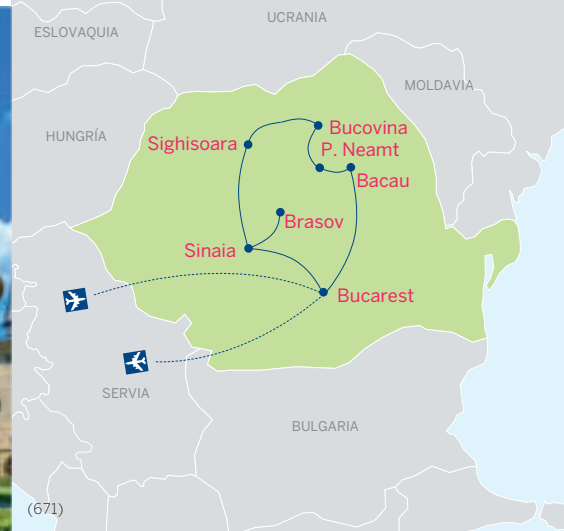 UCRANIA
ESLOVAQUIA
MOLDAVIA
HUNGRÍA
Bucovina
Sighisoara
P. Neamt
Bacau
Brasov
Sinaia
Bucarest
SERVIA
BULGARIA
(671)